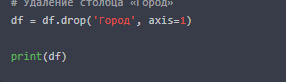 # Удаление столбца «Город»
df = df.drop('Город', axis=1)
print(df)